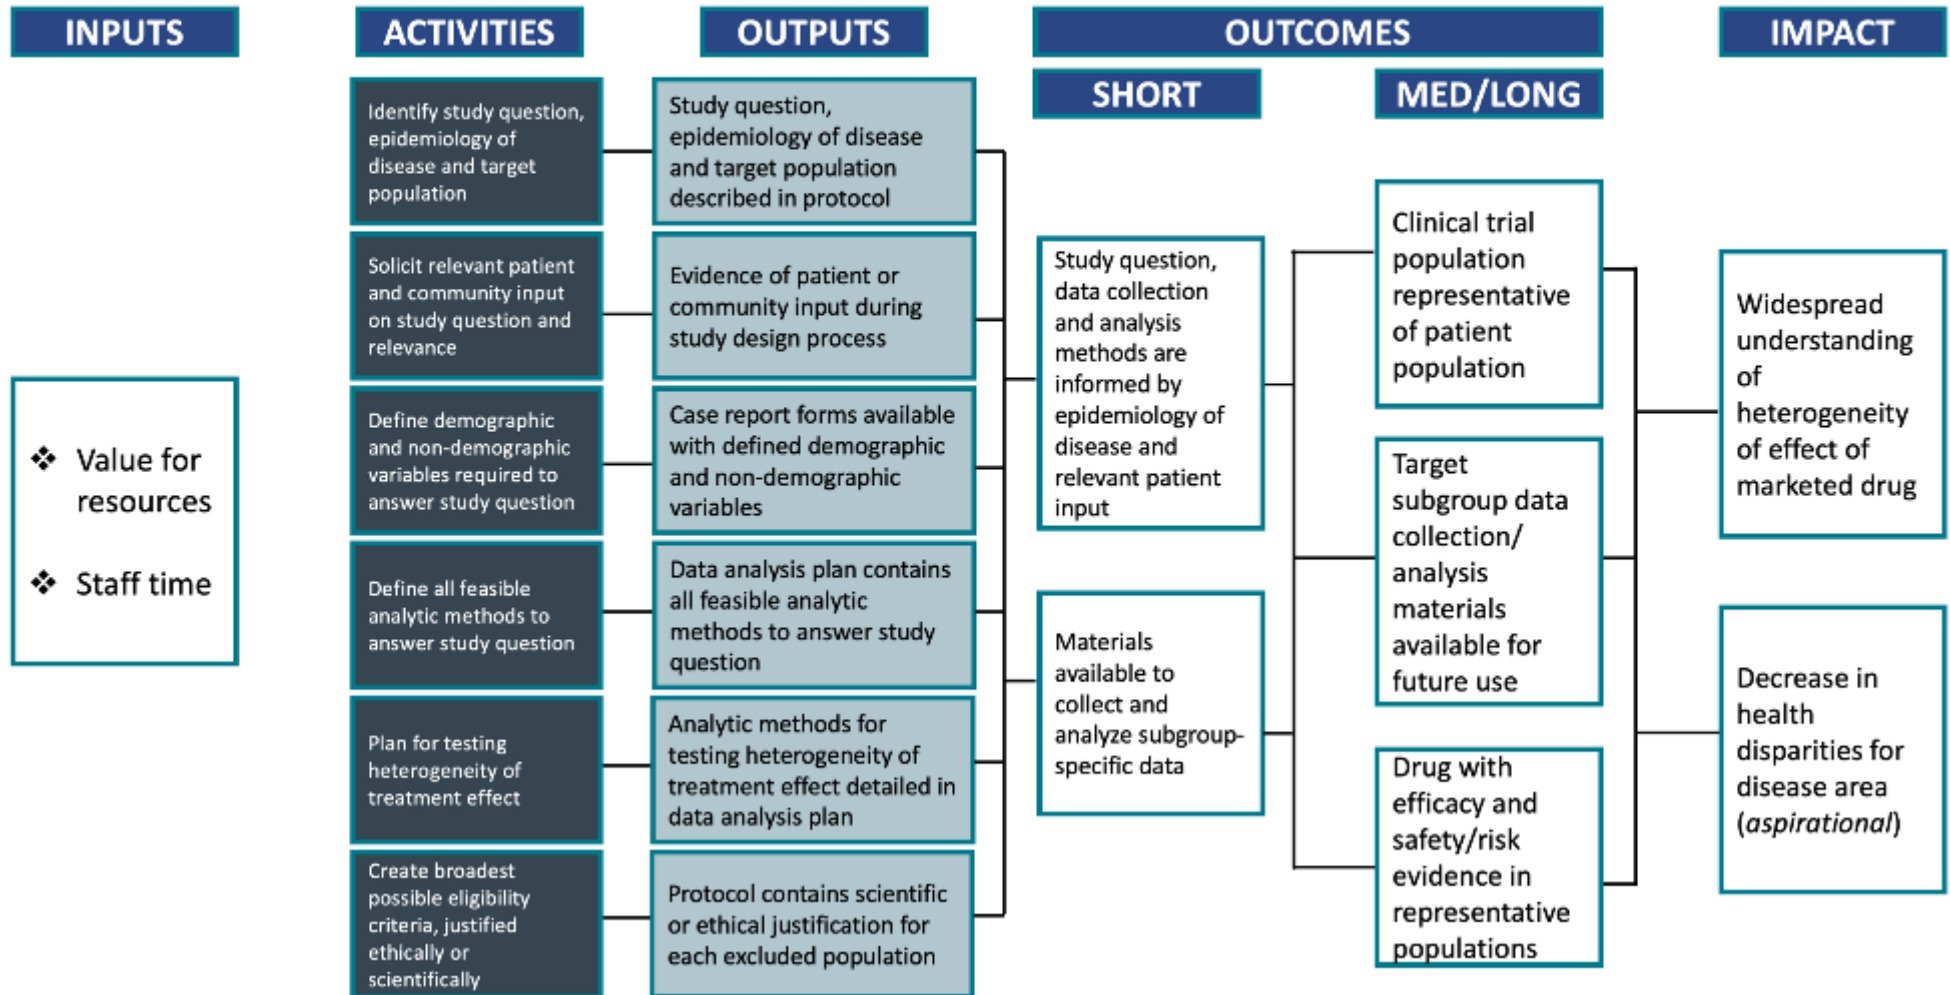 INPUTS
ACTIVITIES
OUTPUTS
OUTCOMES
IMPACT
SHORT
MED/LONG
❖ Value for
resources
❖ Staff time
Identify study question,
epidemiology of
disease and target
population
Solicit relevant patient
and community input
on study question and
relevance
Define demographic
and non-demographic
variables required to
answer study question
Define all feasible
analytic methods to
answer study question
Plan for testing
heterogeneity of
treatment effect
Create broadest
possible eligibility
criteria, justified
ethically or
scientifically
Study question,
epidemiology of disease
and target population
described in protocol
Evidence of patient or
community input during
study design process
Case report forms available
with defined demographic
and non-demographic
variables
Data analysis plan contains
all feasible analytic
methods to answer study
question
Analytic methods for
testing heterogeneity of
treatment effect detailed in
data analysis plan
Protocol contains scientific
or ethical justification for
each excluded population
Study question,
data collection
and analysis
methods are
informed by
epidemiology of
disease and
relevant patient
input
Materials
available to
collect and
analyze subgroup-
specific data
Clinical trial
population
representative
of patient
population
Target
subgroup data
collection/
analysis
materials
available for
future use
Drug with
efficacy and
safety/risk
evidence in
representative
populations
Widespread
understanding
of
heterogeneity
of effect of
marketed drug
Decrease in
health
disparities for
disease area
(aspirational)